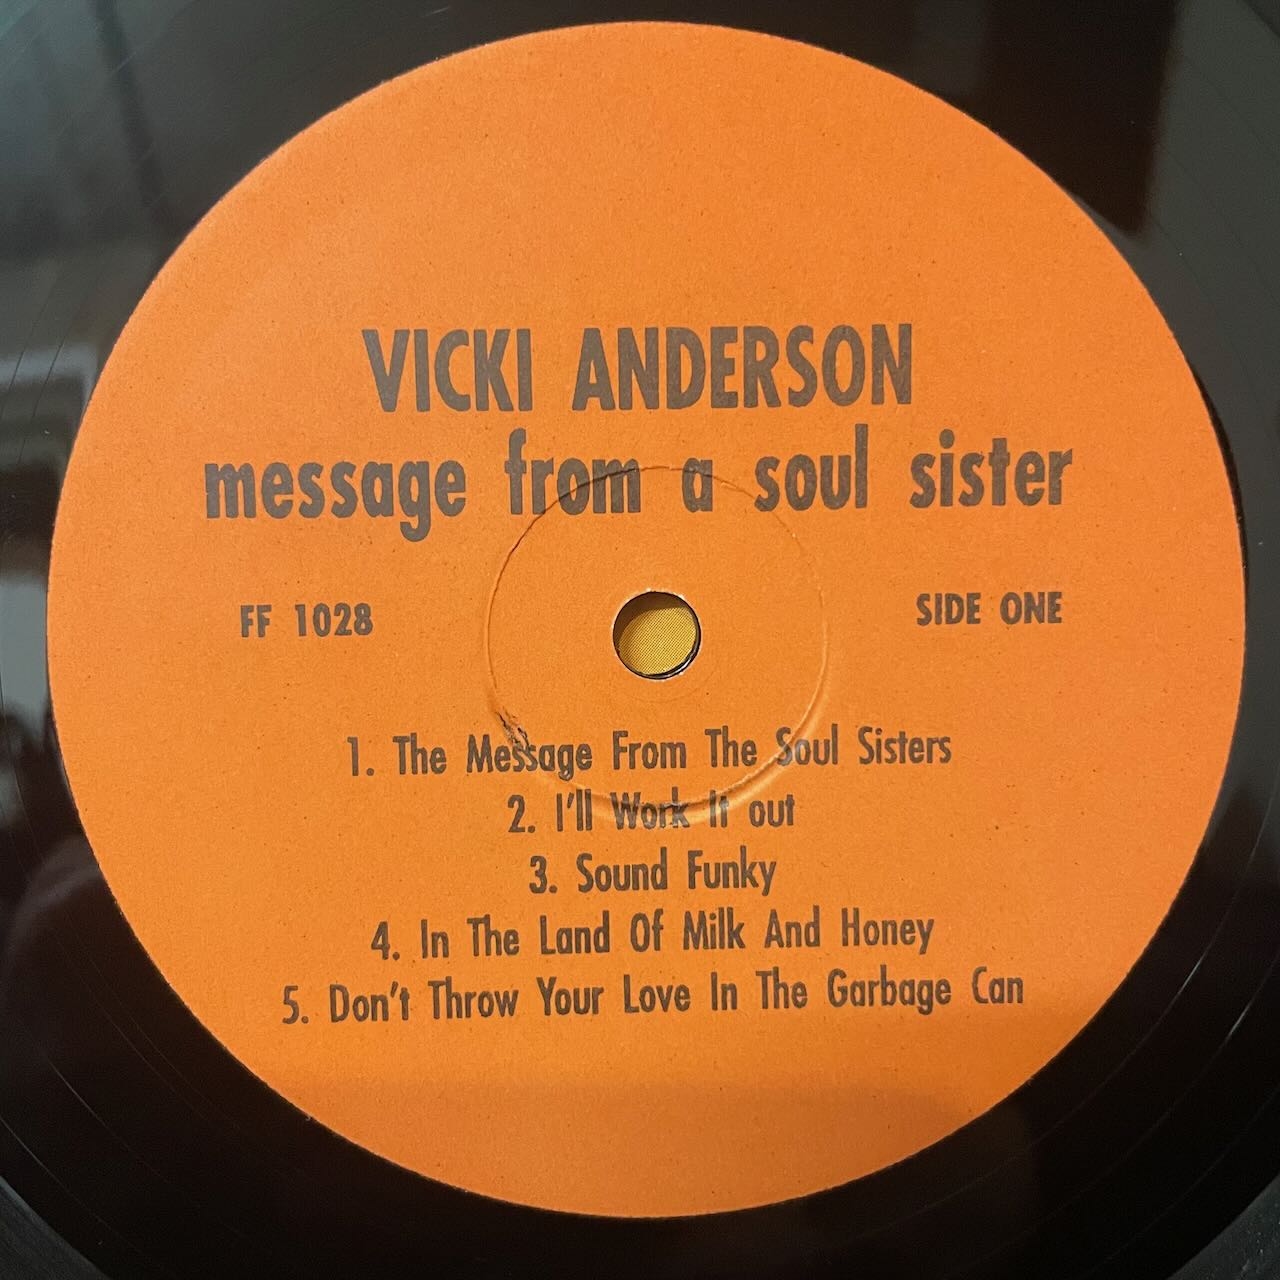 VICKI ANDERSON
message from a soul sister
FF 1028
SIDE ONE
1. The Message From The Soul Sisters
2. I'll Work It out
3. Sound Funky
4. In The Land Of Milk And Honey
5. Don't Throw Your Love In The Garbage Can